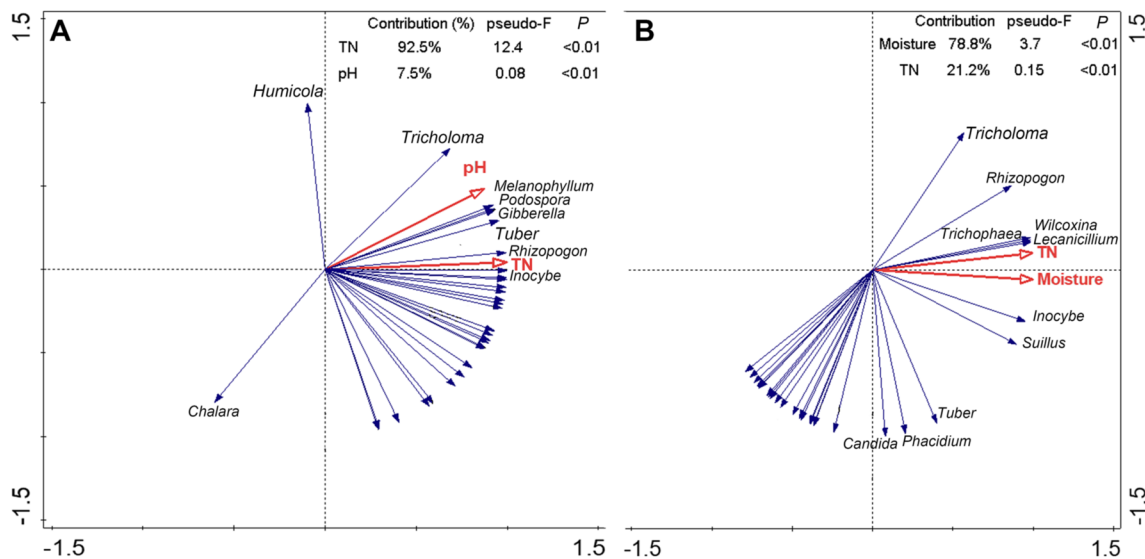 A
Contribution (%) pseudo-F P
TN 92.5% 12.4 <0.01
pH 7.5% 0.08 <0.01
1.5
Humicola
Tricholoma
pH
Melanophyllum
Podospora
Gibberella
Tuber
Rhizopogon
TN
Inocybe
Chalara
-1.5
-1.5 1.5
B
Contribution pseudo-F P
Moisture 78.8% 3.7 <0.01
TN 21.2% 0.15 <0.01
1.5
Tricholoma
Rhizopogon
Wilcoxina
Trichophaea
Lecanicillium
TN
Moisture
Inocybe
Suillus
Tuber
Candida Phacidium
-1.5
-1.5 1.5